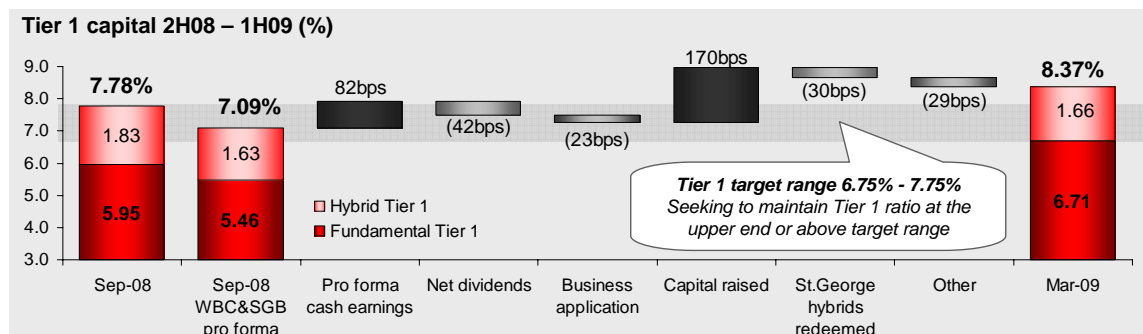 Tier 1 capital 2H08 – 1H09 (%)
9.0
8.0
7.0
6.0
5.0
4.0
3.0
7.78%
1.83
5.95
7.09%
1.63
5.46
82bps
(42bps)
(23bps)
170bps
(30bps)
(29bps)
8.37%
1.66
6.71
Hybrid Tier 1
Fundamental Tier 1
Tier 1 target range 6.75% - 7.75%
Seeking to maintain Tier 1 ratio at the
upper end or above target range
Sep-08
Sep-08
WBC&SGB
pro forma
Pro forma
cash earnings
Net dividends
Business
application
Capital raised
St.George
hybrids
redeemed
Other
Mar-09